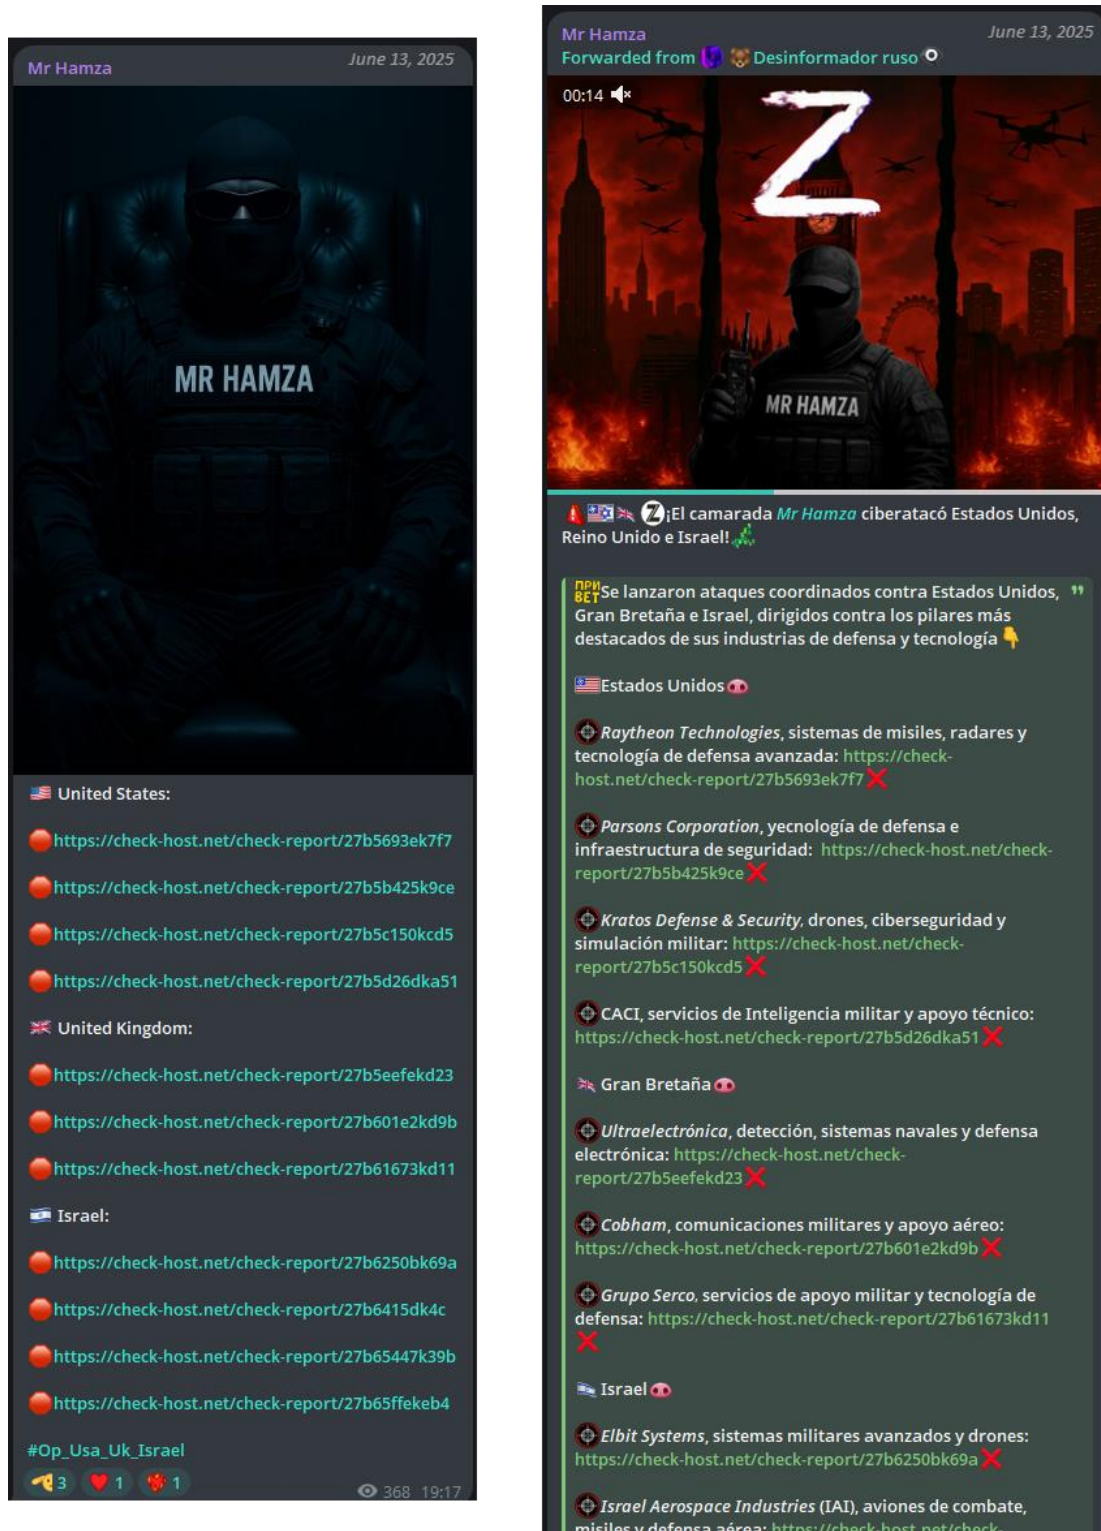 Mr Hamza
June 13, 2025
MR HAMZA
🇺🇸 United States:
🛑https://check-host.net/check-report/27b5693ek7f7
🛑https://check-host.net/check-report/27b5b425k9ce
🛑https://check-host.net/check-report/27b5c150kcd5
🛑https://check-host.net/check-report/27b5d26dka51
🇬🇧 United Kingdom:
🛑https://check-host.net/check-report/27b5eefekd23
🛑https://check-host.net/check-report/27b601e2kd9b
🛑https://check-host.net/check-report/27b61673kd11
🇮🇱 Israel:
🛑https://check-host.net/check-report/27b6250bk69a
🛑https://check-host.net/check-report/27b6415dk4c
🛑https://check-host.net/check-report/27b65447k39b
🛑https://check-host.net/check-report/27b65ffekeb4
#Op_Usa_Uk_Israel
3 ❤️ 1 1
368 19:17
Mr Hamza
June 13, 2025
Forwarded from Desinformador ruso
00:14
Z
MR HAMZA
Z ¡El camarada Mr Hamza ciberatacó Estados Unidos,
Reino Unido e Israel!
ПРИ
ВЕТ
Se lanzaron ataques coordinados contra Estados Unidos,
Gran Bretaña e Israel, dirigidos contra los pilares más
destacados de sus industrias de defensa y tecnología 👇
🇺🇸Estados Unidos🐽
Raytheon Technologies, sistemas de misiles, radares y
tecnología de defensa avanzada: https://check-
host.net/check-report/27b5693ek7f7❌
Parsons Corporation, yecnología de defensa e
infraestructura de seguridad: https://check-host.net/check-
report/27b5b425k9ce❌
Kratos Defense & Security, drones, ciberseguridad y
simulación militar: https://check-host.net/check-
report/27b5c150kcd5❌
CACI, servicios de Inteligencia militar y apoyo técnico:
https://check-host.net/check-report/27b5d26dka51❌
🇬🇧 Gran Bretaña🐽
Ultraelectrónica, detección, sistemas navales y defensa
electrónica: https://check-host.net/check-
report/27b5eefekd23❌
Cobham, comunicaciones militares y apoyo aéreo:
https://check-host.net/check-report/27b601e2kd9b❌
Grupo Serco, servicios de apoyo militar y tecnología de
defensa: https://check-host.net/check-report/27b61673kd11
❌
🇮🇱 Israel🐽
Elbit Systems, sistemas militares avanzados y drones:
https://check-host.net/check-report/27b6250bk69a❌
Israel Aerospace Industries (IAI), aviones de combate,
misiles y defensa aérea: https://check-host.net/check-